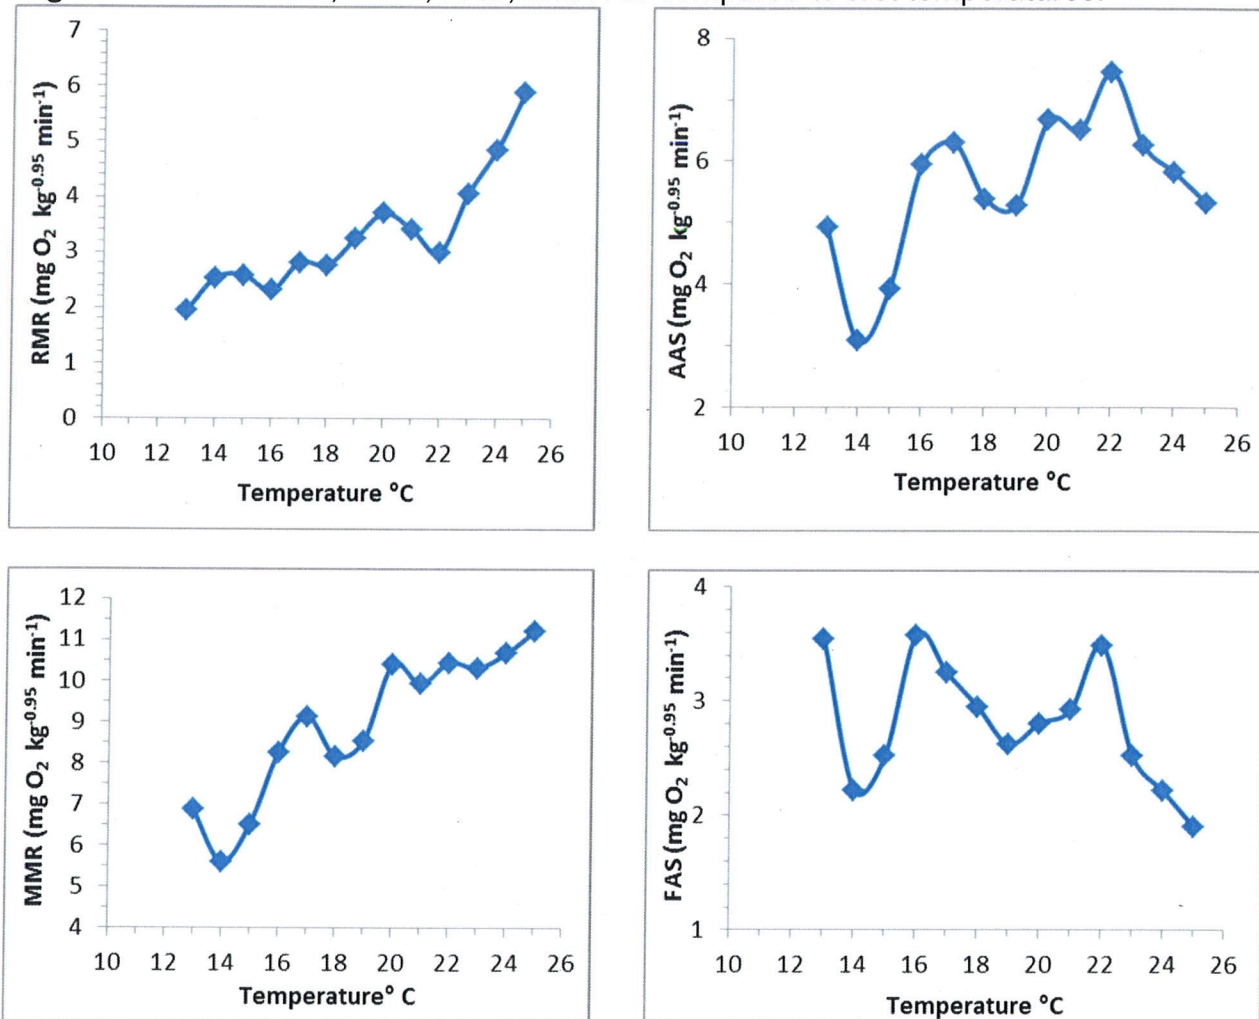 7
6
5
4
3
2
1
0
RMR (mg O₂ kg⁻⁰·⁹⁵ min⁻¹)
10 12 14 16 18 20 22 24 26
Temperature °C
8
6
4
2
AAS (mg O₂ kg⁻⁰·⁹⁵ min⁻¹)
10 12 14 16 18 20 22 24 26
Temperature °C
12
11
10
9
8
7
6
5
4
MMR (mg O₂ kg⁻⁰·⁹⁵ min⁻¹)
10 12 14 16 18 20 22 24 26
Temperature° C
4
3
2
1
FAS (mg O₂ kg⁻⁰·⁹⁵ min⁻¹)
10 12 14 16 18 20 22 24 26
Temperature °C